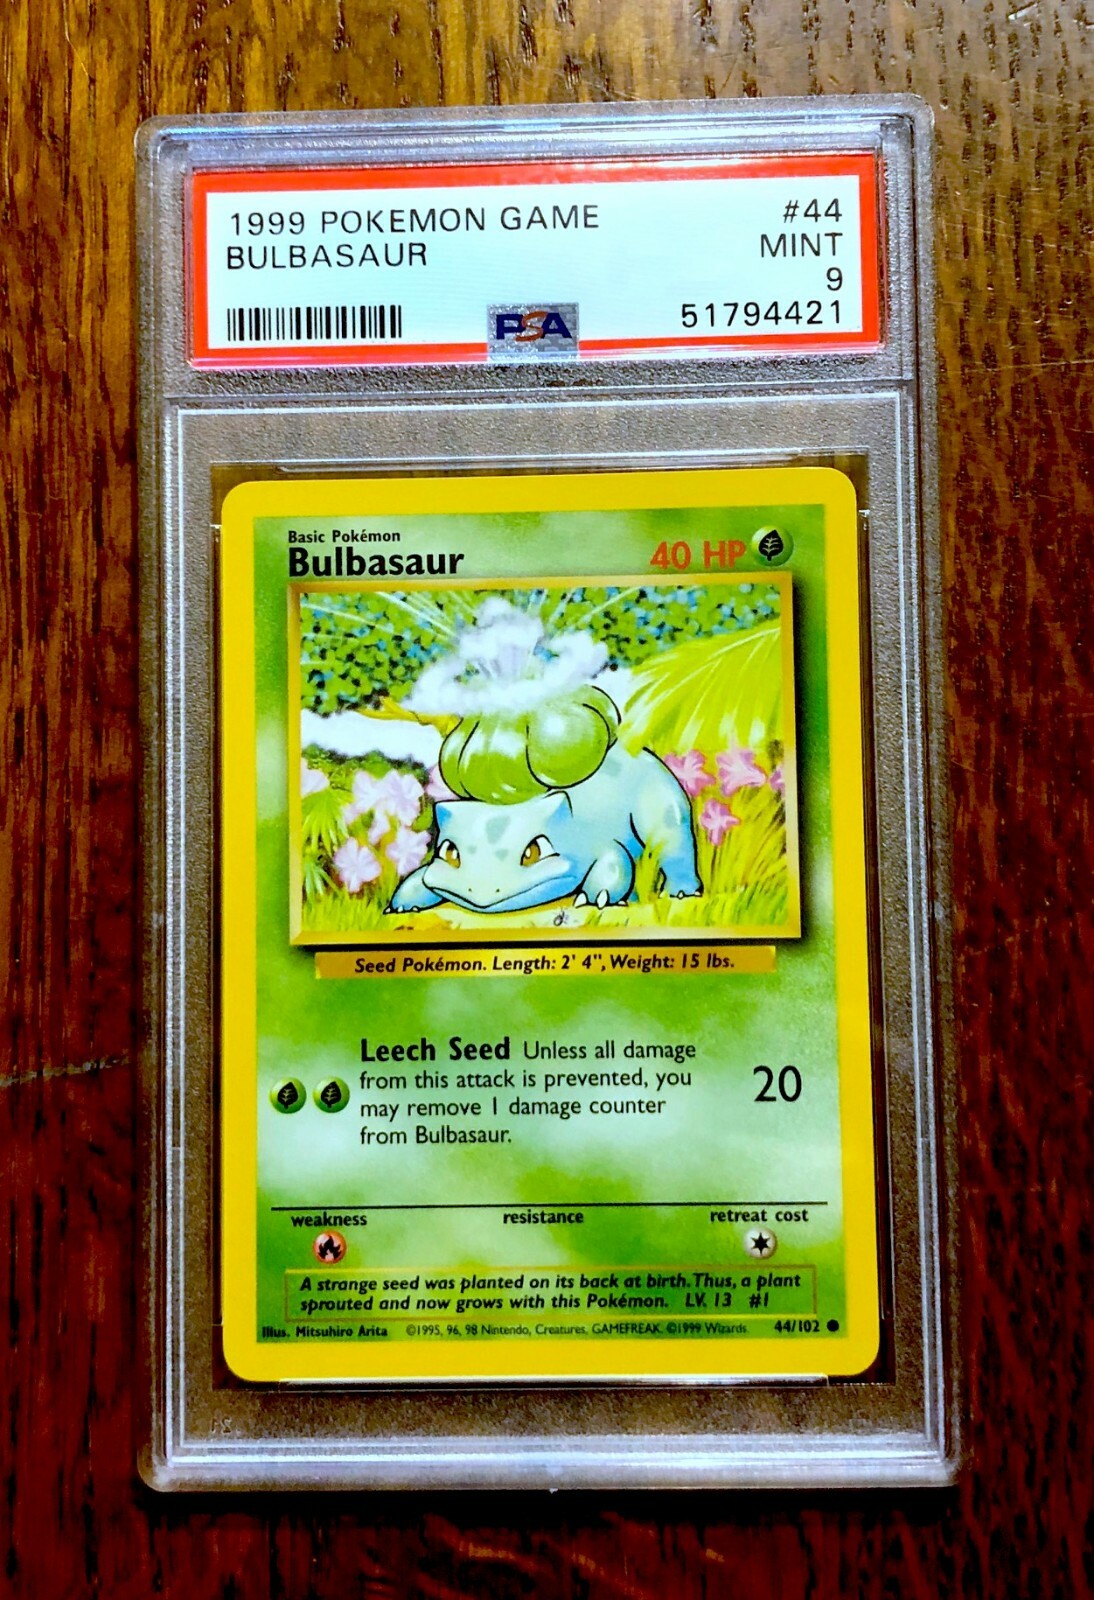 1999 POKEMON GAME #44
BULBASAUR MINT
9
PSA 51794421
Basic Pokémon
Bulbasaur 40 HP
Seed Pokémon. Length: 2' 4", Weight: 15 lbs.
Leech Seed Unless all damage
from this attack is prevented, you
may remove 1 damage counter
from Bulbasaur.
20
weakness resistance retreat cost
A strange seed was planted on its back at birth. Thus, a plant
sprouted and now grows with this Pokémon. LV. 13 #1
Illus. Mitsuhiro Arita ©1995, 96, 98 Nintendo, Creatures, GAMEFREAK. ©1999 Wizards. 44/102